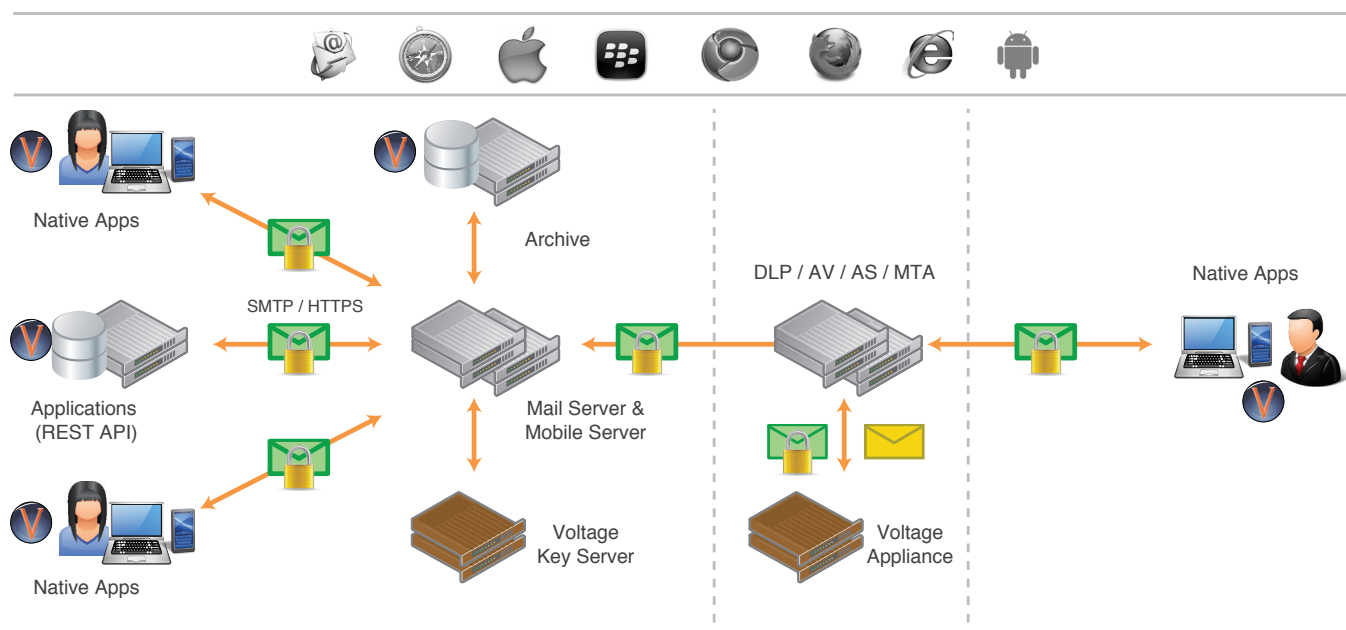 @
V
Native Apps
V
Archive
SMTP / HTTPS
V
Applications
(REST API)
Mail Server &
Mobile Server
DLP / AV / AS / MTA
Native Apps
V
V
Native Apps
Voltage
Key Server
Voltage
Appliance